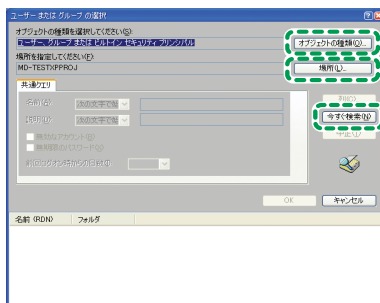 ユーザー または グループ の選択
オブジェクトの種類を選択してください(S):
ユーザー、グループ または ビルトイン セキュリティ プリンシパル
オブジェクトの種類(O)...
場所を指定してください(F):
MD-TESTXPPROJ
場所(L)...
共通クエリ
名前(A):
次の文字で始
説明(D):
次の文字で始
列(C)...
今すぐ検索(N)
中止(T)
無効なアカウント(B)
無期限のパスワード(X)
前回ログオン時からの日数(I):
OK
キャンセル
名前 (RDN)
フォルダ